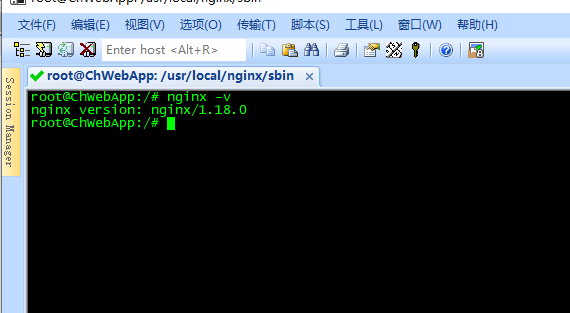 root@ChWebApp: /usr/local/nginx/sbin
文件(F) 编辑(E) 视图(V) 选项(O) 传输(T) 脚本(S) 工具(L) 窗口(W) 帮助(H)
Enter host <Alt+R>
root@ChWebApp: /usr/local/nginx/sbin ×
Session Manager
root@ChWebApp:/# nginx -v
nginx version: nginx/1.18.0
root@ChWebApp:/#